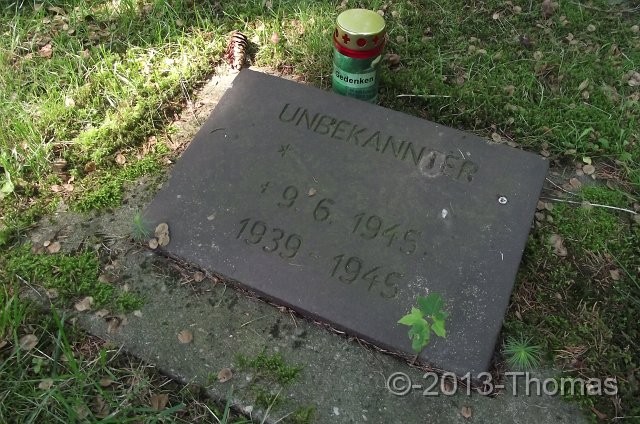 Gedenken
UNBEKANNTER
*
† 9. 6. 1945.
1939 - 1945
©-2013-Thomas